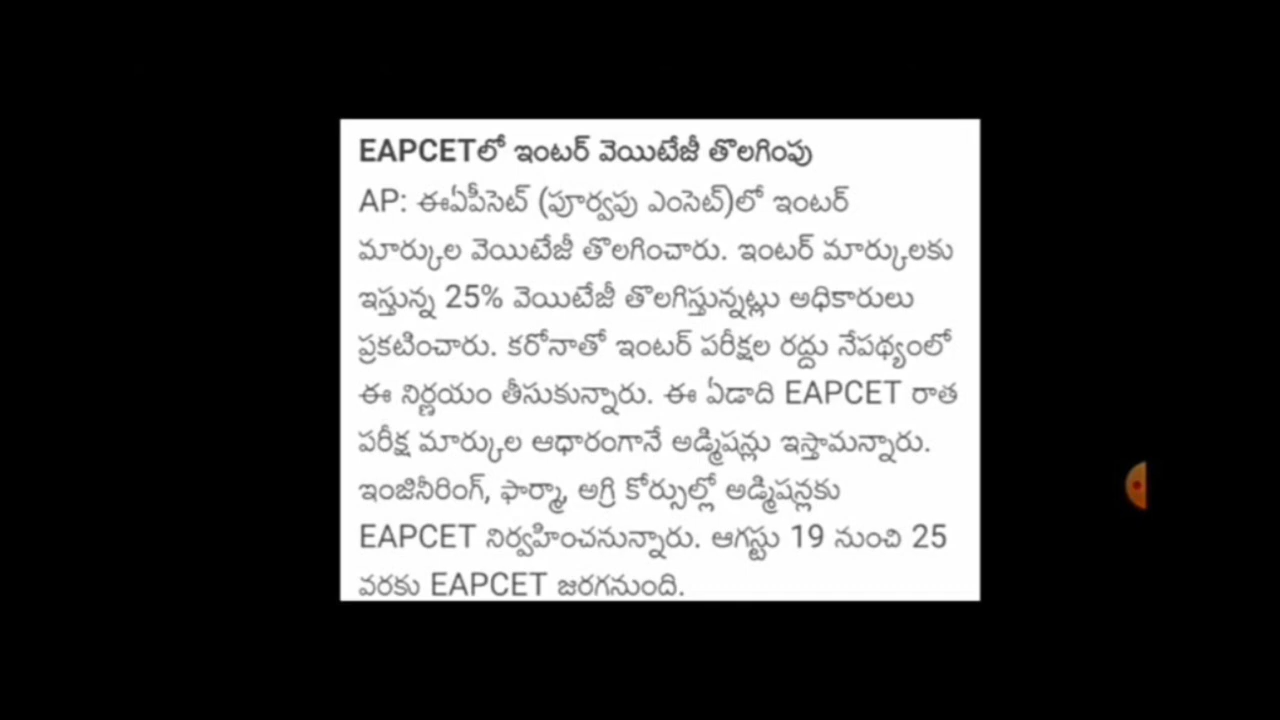 EAPCETలో ఇంటర్ వెయిటేజీ తొలగింపు
AP: ఈఏపీసెట్ (పూర్వపు ఎంసెట్)లో ఇంటర్
మార్కుల వెయిటేజీ తొలగించారు. ఇంటర్ మార్కులకు
ఇస్తున్న 25% వెయిటేజీ తొలగిస్తున్నట్లు అధికారులు
ప్రకటించారు. కరోనాతో ఇంటర్ పరీక్షల రద్దు నేపథ్యంలో
ఈ నిర్ణయం తీసుకున్నారు. ఈ ఏడాది EAPCET రాత
పరీక్ష మార్కుల ఆధారంగానే అడ్మిషన్లు ఇస్తామన్నారు.
ఇంజినీరింగ్, ఫార్మా, అగ్రి కోర్సుల్లో అడ్మిషన్లకు
EAPCET నిర్వహించనున్నారు. ఆగస్టు 19 నుంచి 25
వరకు EAPCET జరగనుంది.